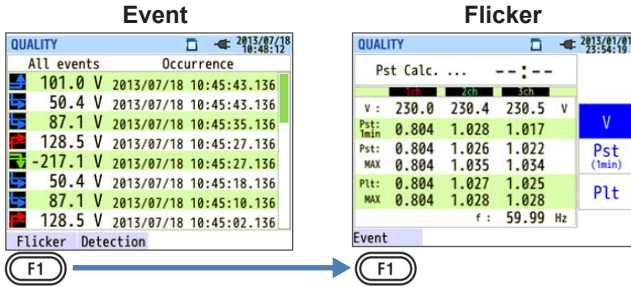 Event
QUALITY 2013/07/18 10:48:12
All events Occurrence
101.0 V 2013/07/18 10:45:43.136
50.4 V 2013/07/18 10:45:43.136
87.1 V 2013/07/18 10:45:35.136
128.5 V 2013/07/18 10:45:27.136
-217.1 V 2013/07/18 10:45:27.136
50.4 V 2013/07/18 10:45:18.136
87.1 V 2013/07/18 10:45:10.136
128.5 V 2013/07/18 10:45:02.136
Flicker Detection
F1
Flicker
QUALITY 2013/01/01 23:54:19
Pst Calc. ... --:--
1ch 2ch 3ch
V : 230.0 230.4 230.5 V
Pst: 1min 0.804 1.028 1.017
Pst: 0.804 1.026 1.022
MAX 0.804 1.035 1.034
Plt: 0.804 1.027 1.025
MAX 0.804 1.028 1.028
f : 59.99 Hz
V
Pst
(1min)
Plt
Event
F1